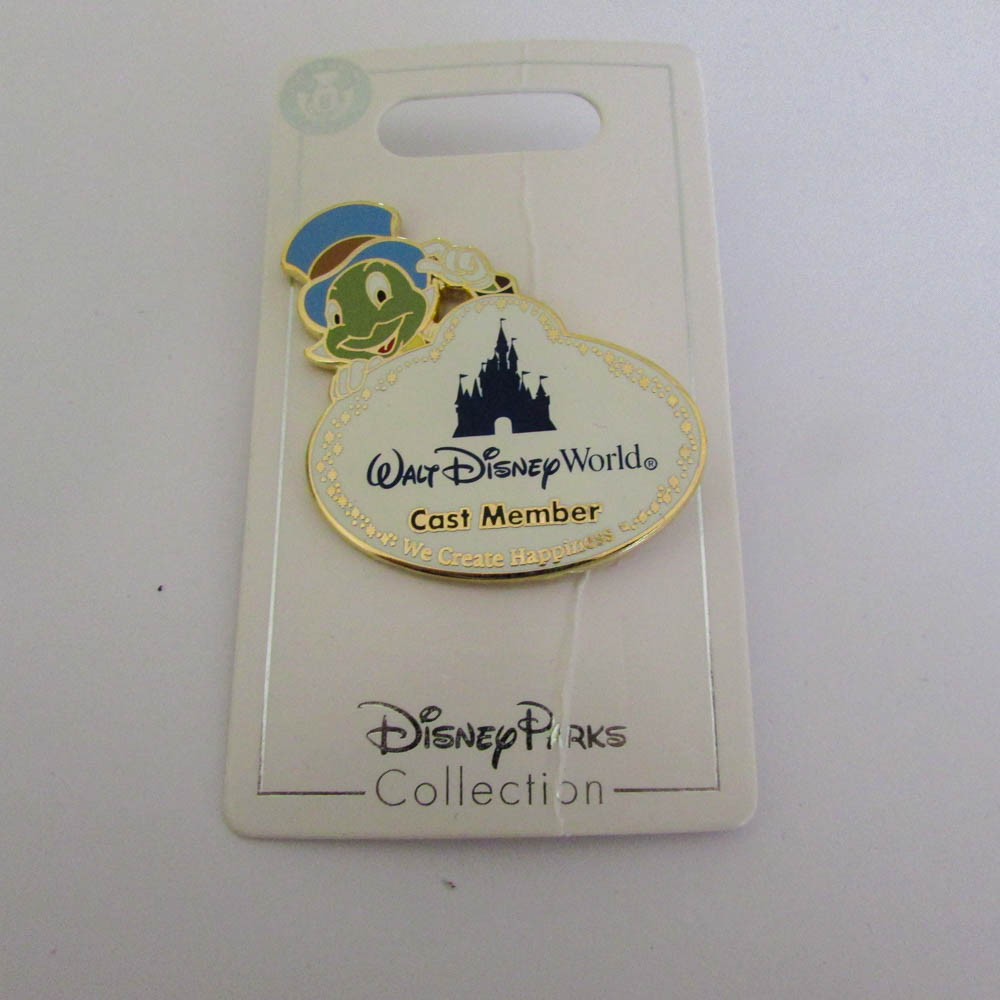 Walt Disney World®
Cast Member
We Create Happiness
Disney Parks
Collection